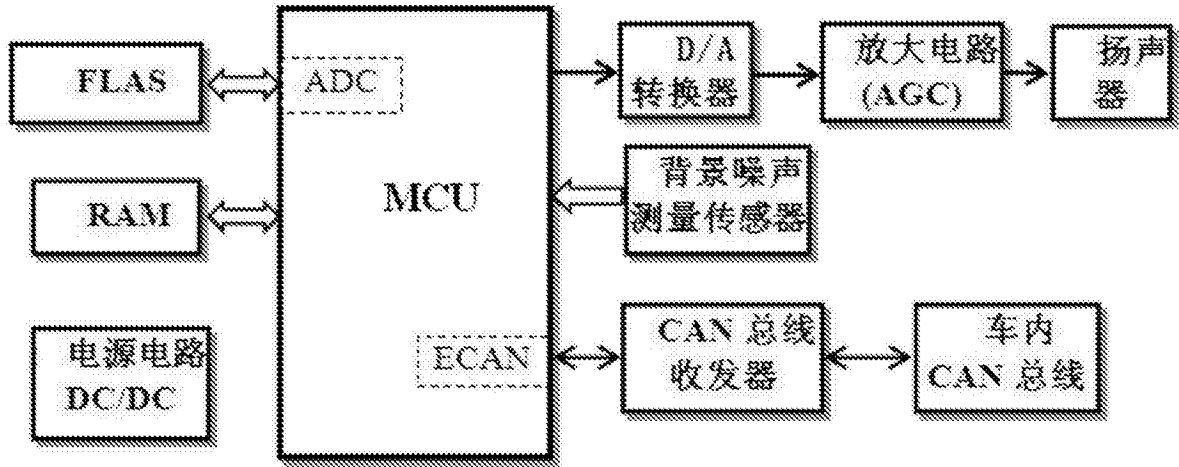 FLAS
ADC
RAM
电源电路
DC/DC
MCU
ECAN
D/A
转换器
放大电路
(AGC)
扬声
器
背景噪声
测量传感器
CAN 总线
收发器
车内
CAN 总线